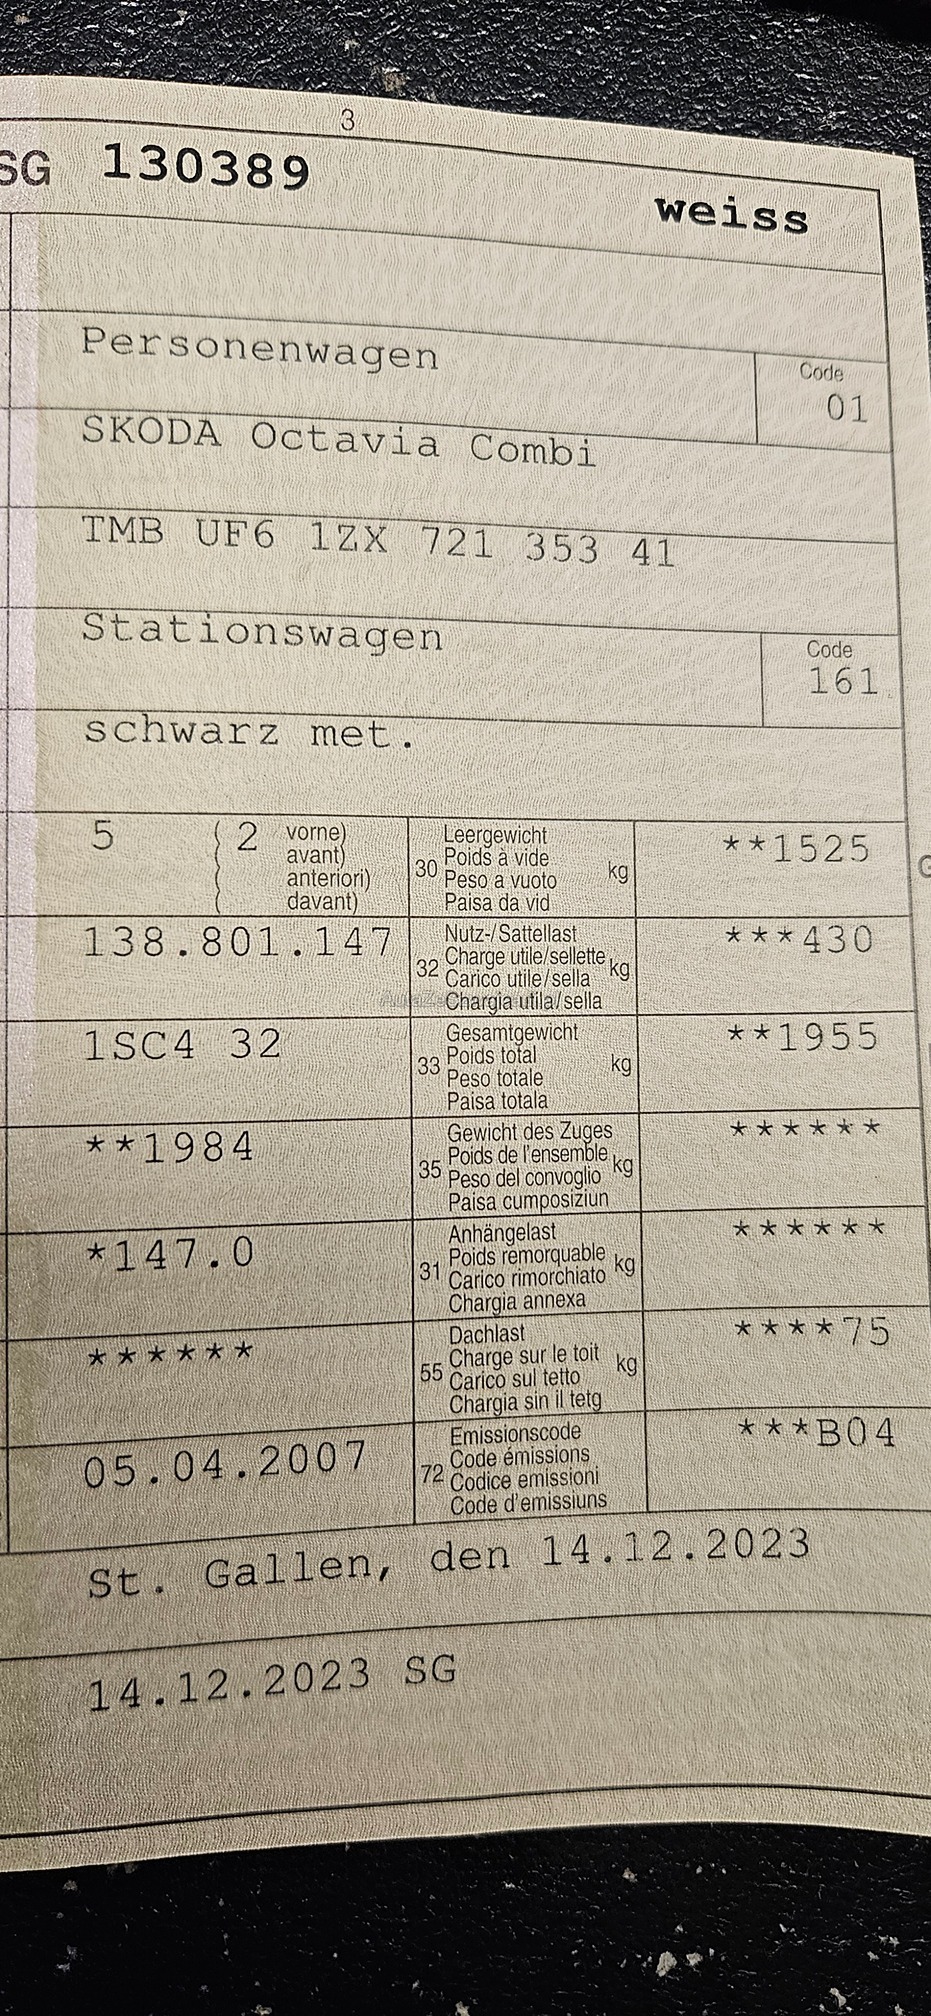 3
SG 130389 weiss
Personenwagen Code 01
SKODA Octavia Combi
TMB UF6 1ZX 721 353 41
Stationswagen Code 161
schwarz met.
5 ( 2 vorne) avant) anteriori) davant)
30 Leergewicht Poids à vide Peso a vuoto Paisa da vid kg **1525
138.801.147
32 Nutz-/Sattellast Charge utile/sellette Carico utile/sella Chargia utila/sella kg ***430
1SC4 32
33 Gesamtgewicht Poids total Peso totale Paisa totala kg **1955
**1984
35 Gewicht des Zuges Poids de l'ensemble Peso del convoglio Paisa cumposiziun kg ******
*147.0
31 Anhängelast Poids remorquable Carico rimorchiato Chargia annexa kg ******
******
55 Dachlast Charge sur le toit Carico sul tetto Chargia sin il tetg kg ****75
05.04.2007
72 Emissionscode Code émissions Codice emissioni Code d'emissiuns ***B04
St. Gallen, den 14.12.2023
14.12.2023 SG